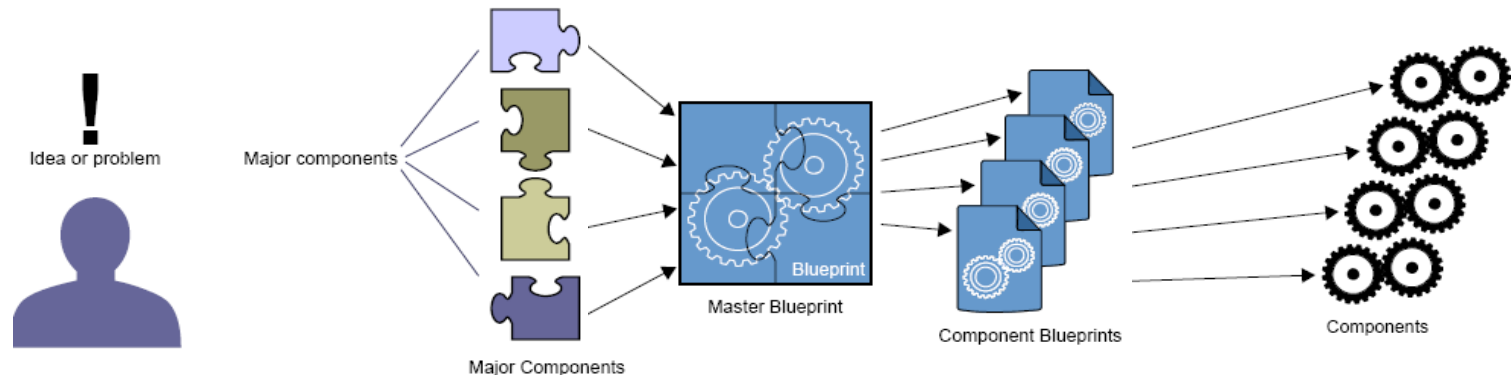 !
Idea or problem
Major components
Major Components
Blueprint
Master Blueprint
Component Blueprints
Components